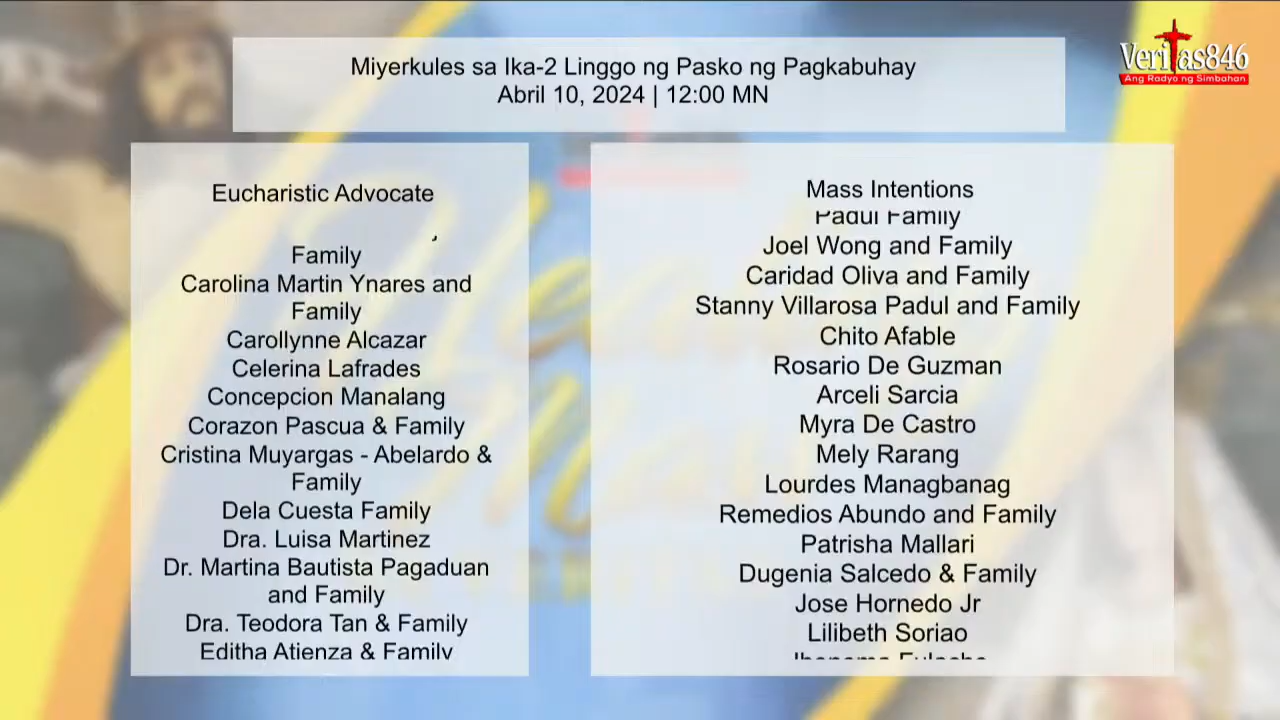 Miyerkules sa Ika-2 Linggo ng Pasko ng Pagkabuhay
Abril 10, 2024 | 12:00 MN
Veritas846
Ang Radyo ng Simbahan
Eucharistic Advocate
Family
Carolina Martin Ynares and
Family
Carollynne Alcazar
Celerina Lafrades
Concepcion Manalang
Corazon Pascua & Family
Cristina Muyargas - Abelardo &
Family
Dela Cuesta Family
Dra. Luisa Martinez
Dr. Martina Bautista Pagaduan
and Family
Dra. Teodora Tan & Family
Editha Atienza & Family
Mass Intentions
Family
Joel Wong and Family
Caridad Oliva and Family
Stanny Villarosa Padul and Family
Chito Afable
Rosario De Guzman
Arceli Sarcia
Myra De Castro
Mely Rarang
Lourdes Managbanag
Remedios Abundo and Family
Patrisha Mallari
Dugenia Salcedo & Family
Jose Hornedo Jr
Lilibeth Soriao